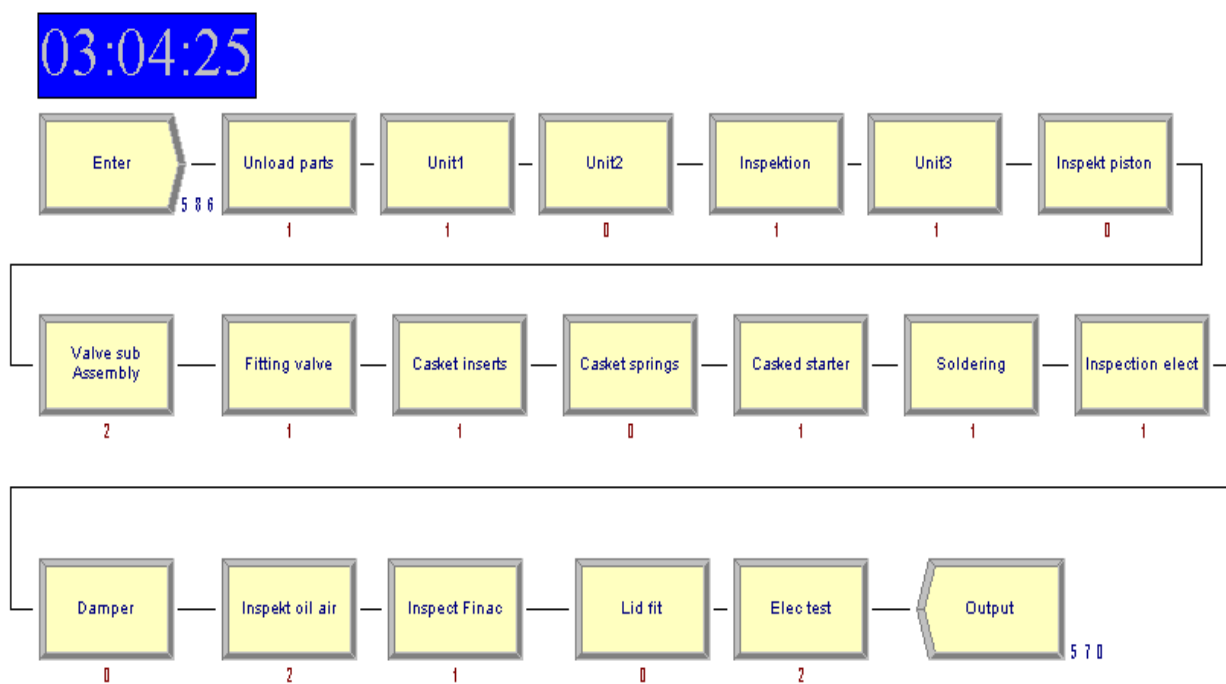 03:04:25
Enter
Unload parts
Unit1
Unit2
Inspektion
Unit3
Inspekt piston
586
1
1
0
1
1
0
Valve sub
Assembly
Fitting valve
Casket inserts
Casket springs
Casked starter
Soldering
Inspection elect
2
1
1
0
1
1
1
Damper
Inspekt oil air
Inspect Finac
Lid fit
Elec test
Output
570
0
2
1
0
2